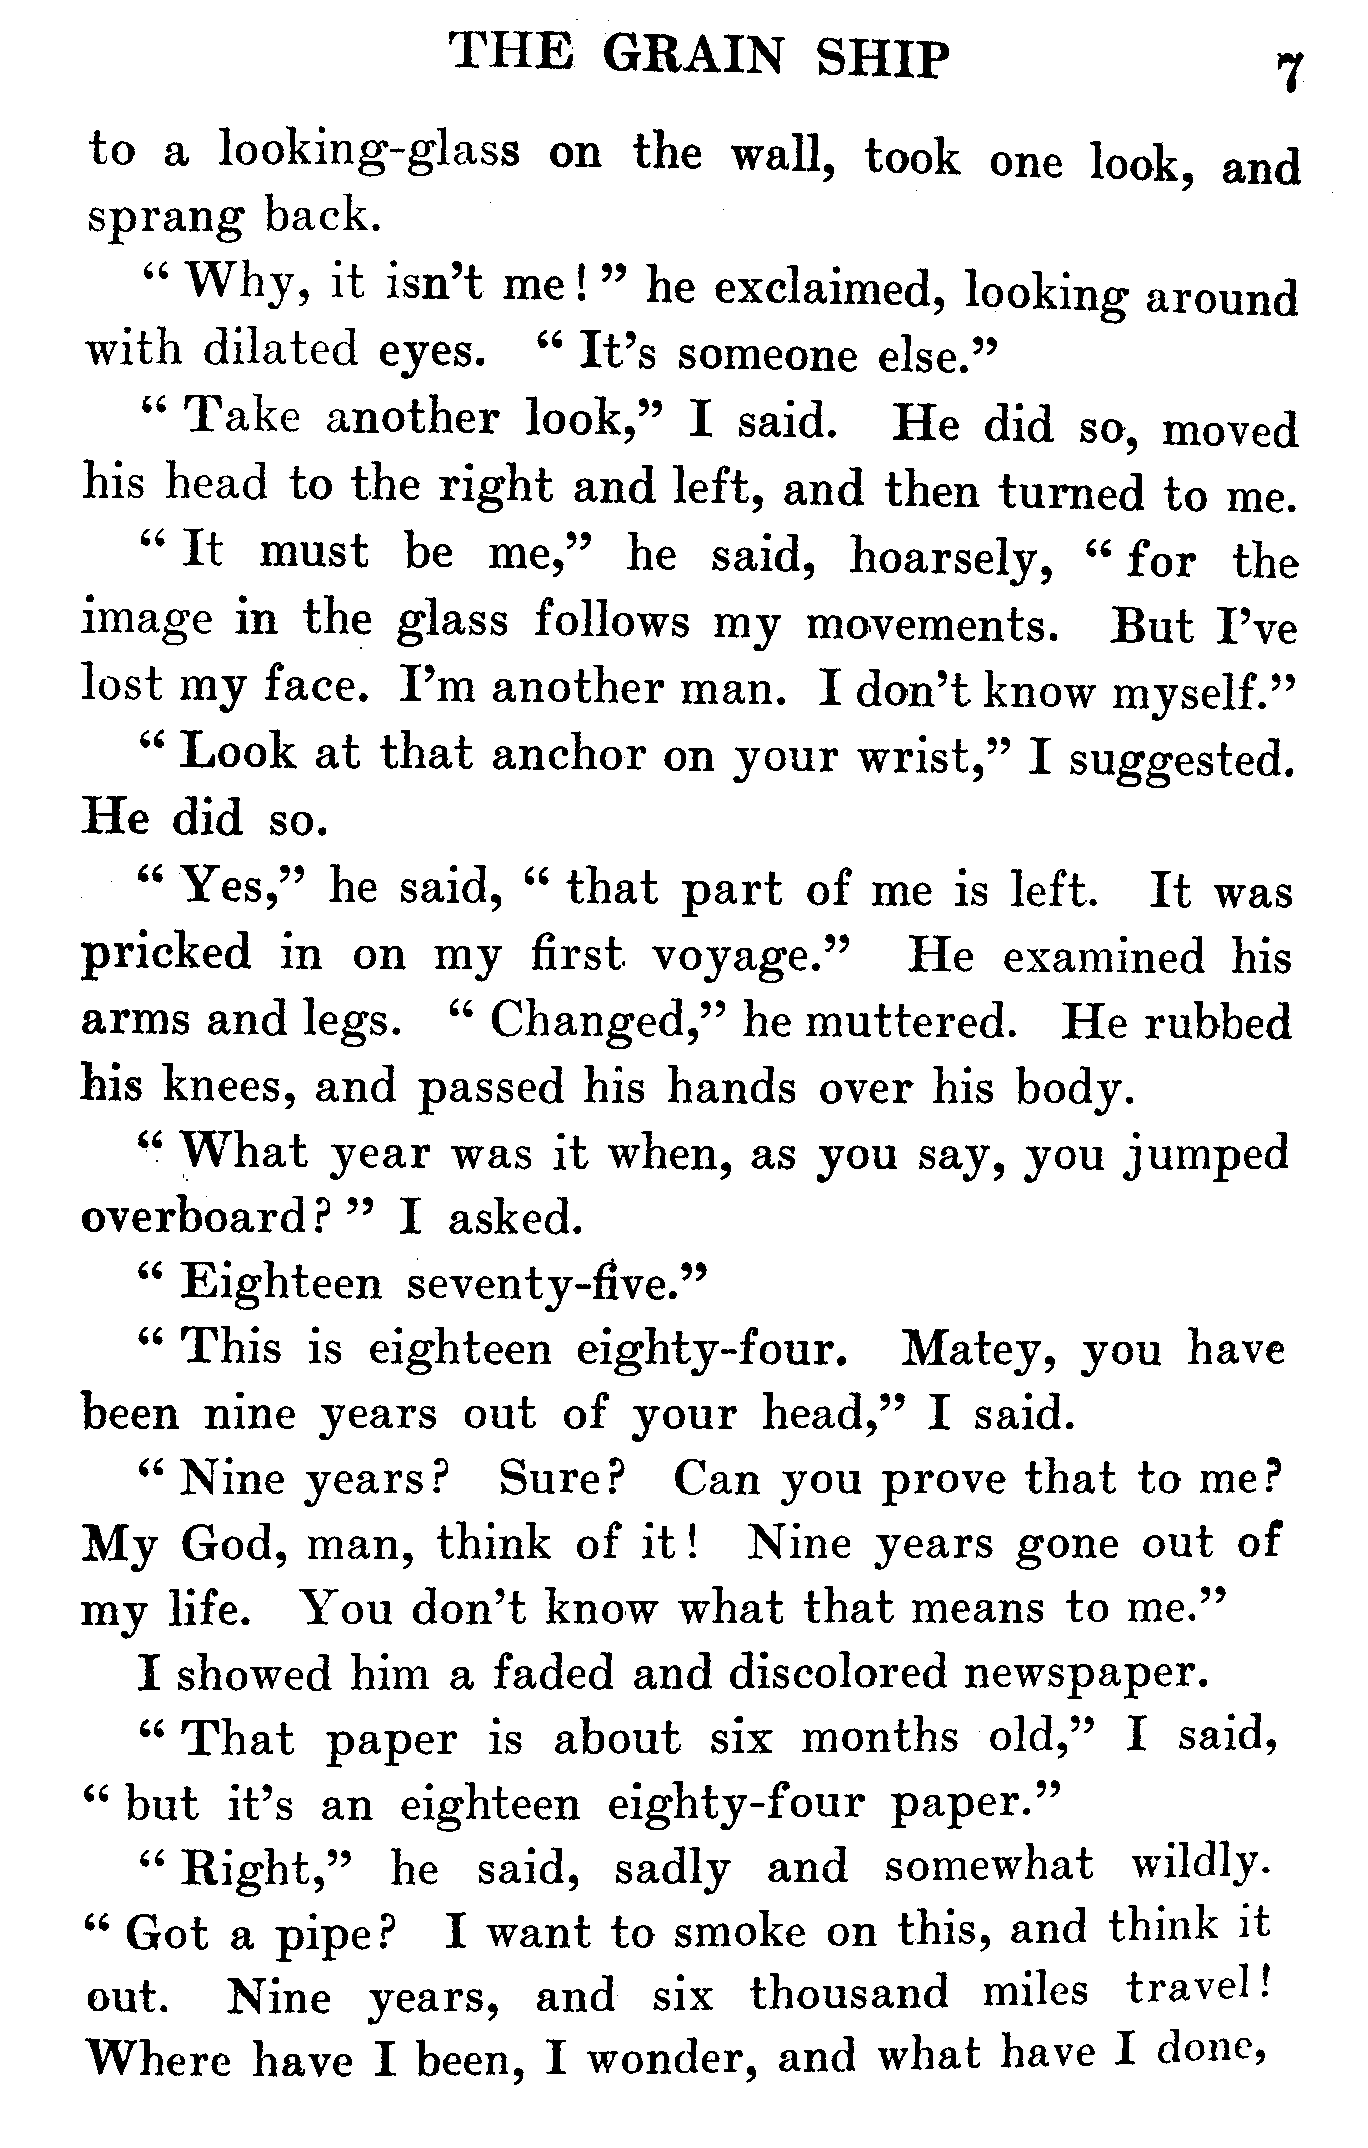 THE GRAIN SHIP 7
to a looking-glass on the wall, took one look, and
sprang back.
“ Why, it isn’t me! ” he exclaimed, looking around
with dilated eyes. “ It’s someone else.”
“ Take another look,” I said. He did so, moved
his head to the right and left, and then turned to me.
“ It must be me,” he said, hoarsely, “ for the
image in the glass follows my movements. But I’ve
lost my face. I’m another man. I don’t know myself.”
“ Look at that anchor on your wrist,” I suggested.
He did so.
“ Yes,” he said, “ that part of me is left. It was
pricked in on my first voyage.” He examined his
arms and legs. “ Changed,” he muttered. He rubbed
his knees, and passed his hands over his body.
“ What year was it when, as you say, you jumped
overboard? ” I asked.
“ Eighteen seventy-five.”
“ This is eighteen eighty-four. Matey, you have
been nine years out of your head,” I said.
“ Nine years? Sure? Can you prove that to me?
My God, man, think of it! Nine years gone out of
my life. You don’t know what that means to me.”
I showed him a faded and discolored newspaper.
“ That paper is about six months old,” I said,
“ but it’s an eighteen eighty-four paper.”
“ Right,” he said, sadly and somewhat wildly.
“ Got a pipe? I want to smoke on this, and think it
out. Nine years, and six thousand miles travel!
Where have I been, I wonder, and what have I done,